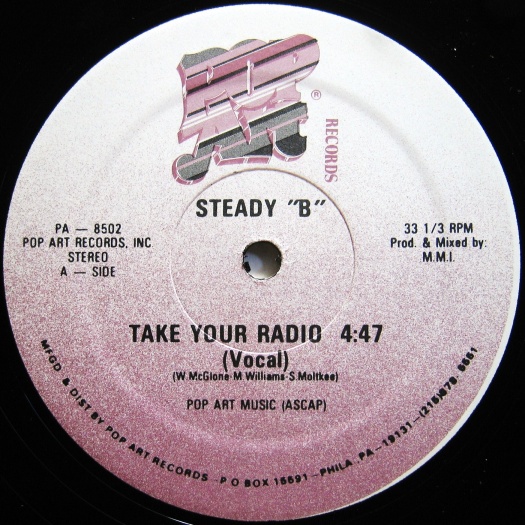 POP ART
®
RECORDS
STEADY "B"
PA — 8502
POP ART RECORDS, INC
STEREO
A — SIDE
33 1/3 RPM
Prod. & Mixed by:
M.M.I.
TAKE YOUR RADIO 4:47
(Vocal)
(W.McGlone-M.Williams-S.Moltkee)
POP ART MUSIC (ASCAP)
MFGD. & DIST BY POP ART RECORDS - P O BOX 15691 - PHILA., PA - 19131 - (215)878-9551